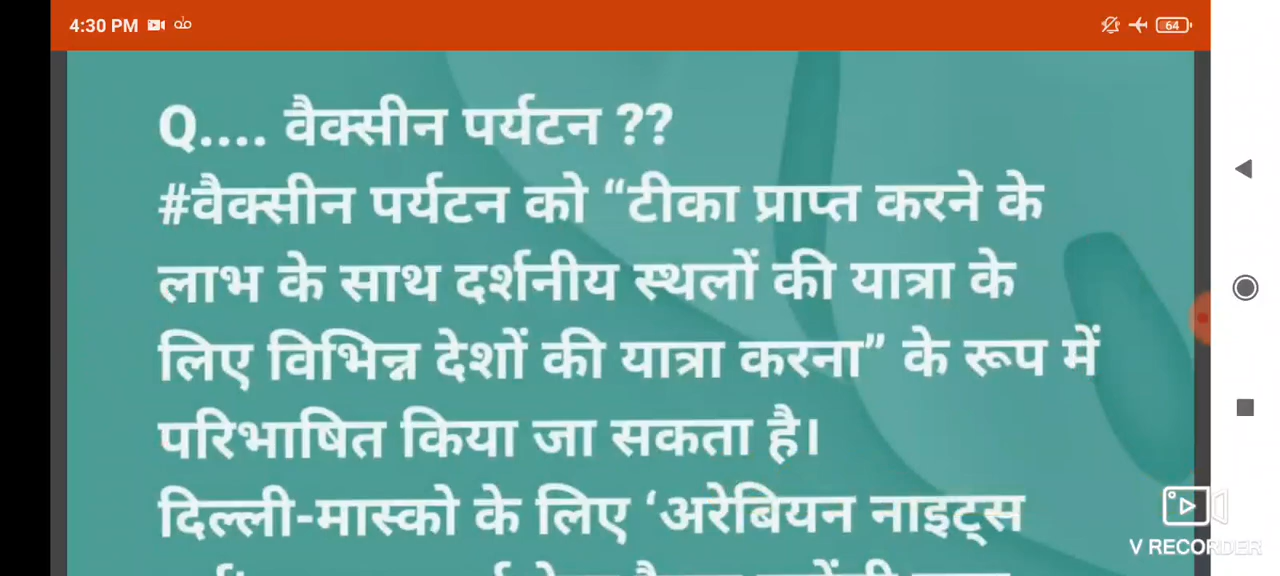 4:30 PM
64
Q.... वैक्सीन पर्यटन ??
#वैक्सीन पर्यटन को “टीका प्राप्त करने के
लाभ के साथ दर्शनीय स्थलों की यात्रा के
लिए विभिन्न देशों की यात्रा करना” के रूप में
परिभाषित किया जा सकता है।
दिल्ली-मास्को के लिए ‘अरेबियन नाइट्स
V RECORDER